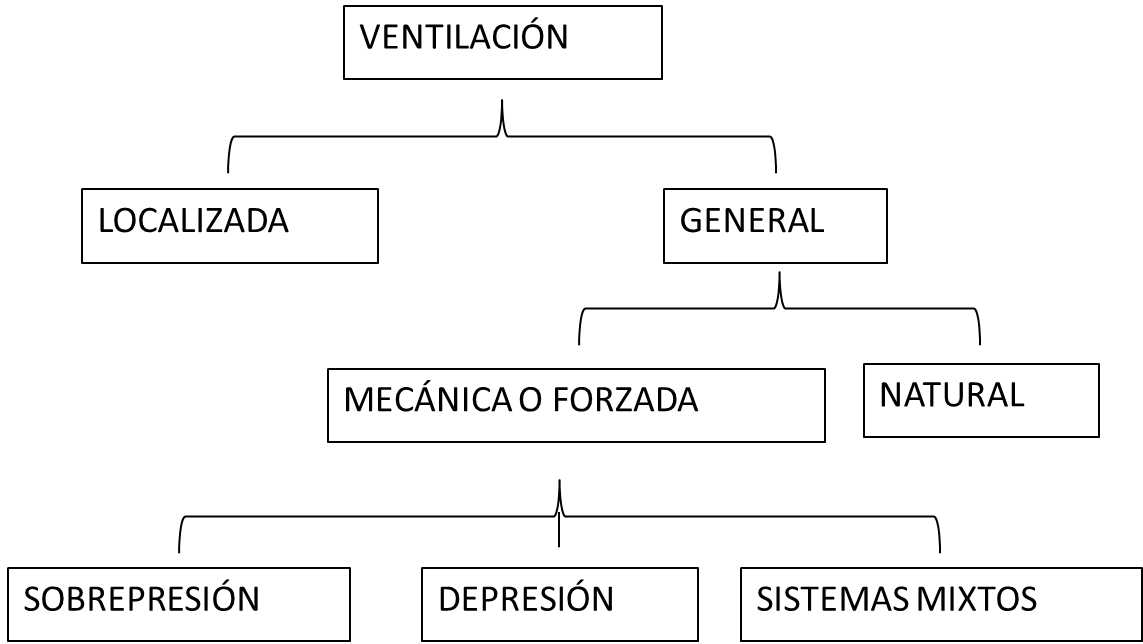 VENTILACIÓN
LOCALIZADA
GENERAL
MECÁNICA O FORZADA
NATURAL
SOBREPRESIÓN
DEPRESIÓN
SISTEMAS MIXTOS